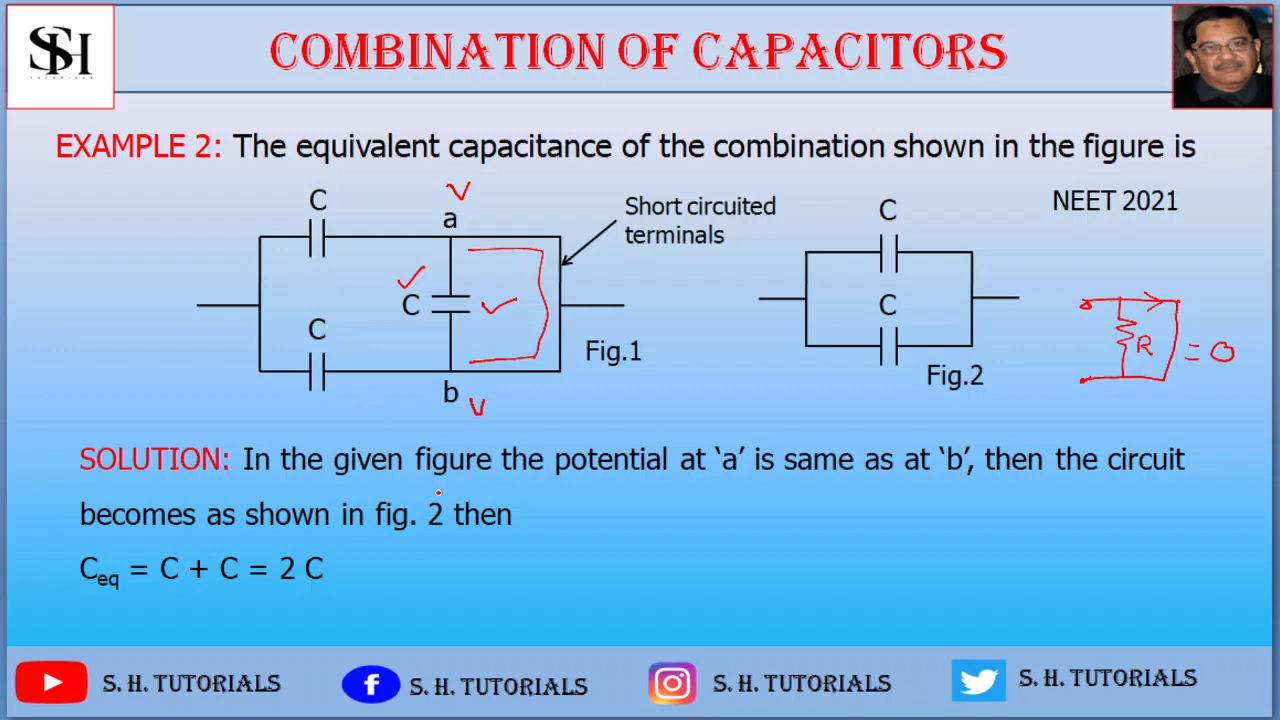 SH
TUTORIALS
COMBINATION OF CAPACITORS
EXAMPLE 2: The equivalent capacitance of the combination shown in the figure is
NEET 2021
C
V
a
Short circuited
terminals
C
C
b
V
Fig.1
C
C
Fig.2
R
= 0
SOLUTION: In the given figure the potential at ‘a’ is same as at ‘b’, then the circuit
becomes as shown in fig. 2 then
Ceq = C + C = 2 C
S. H. TUTORIALS
f S. H. TUTORIALS
S. H. TUTORIALS
S. H. TUTORIALS